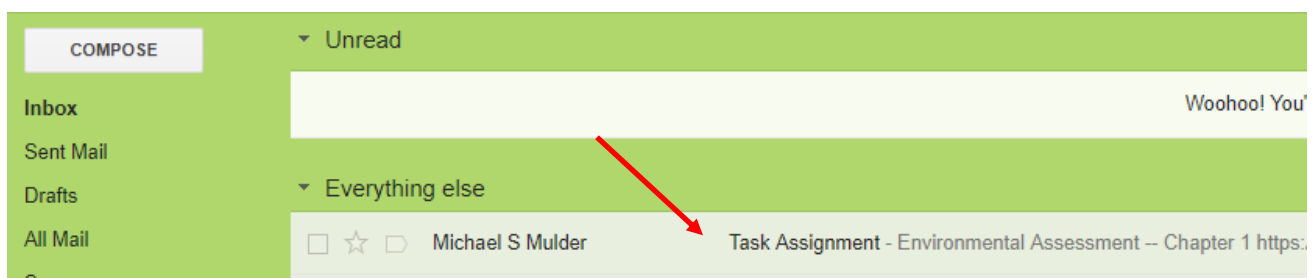 COMPOSE
Inbox
Sent Mail
Drafts
All Mail
Unread
Woohoo! You'
Everything else
Michael S Mulder Task Assignment - Environmental Assessment -- Chapter 1 https: